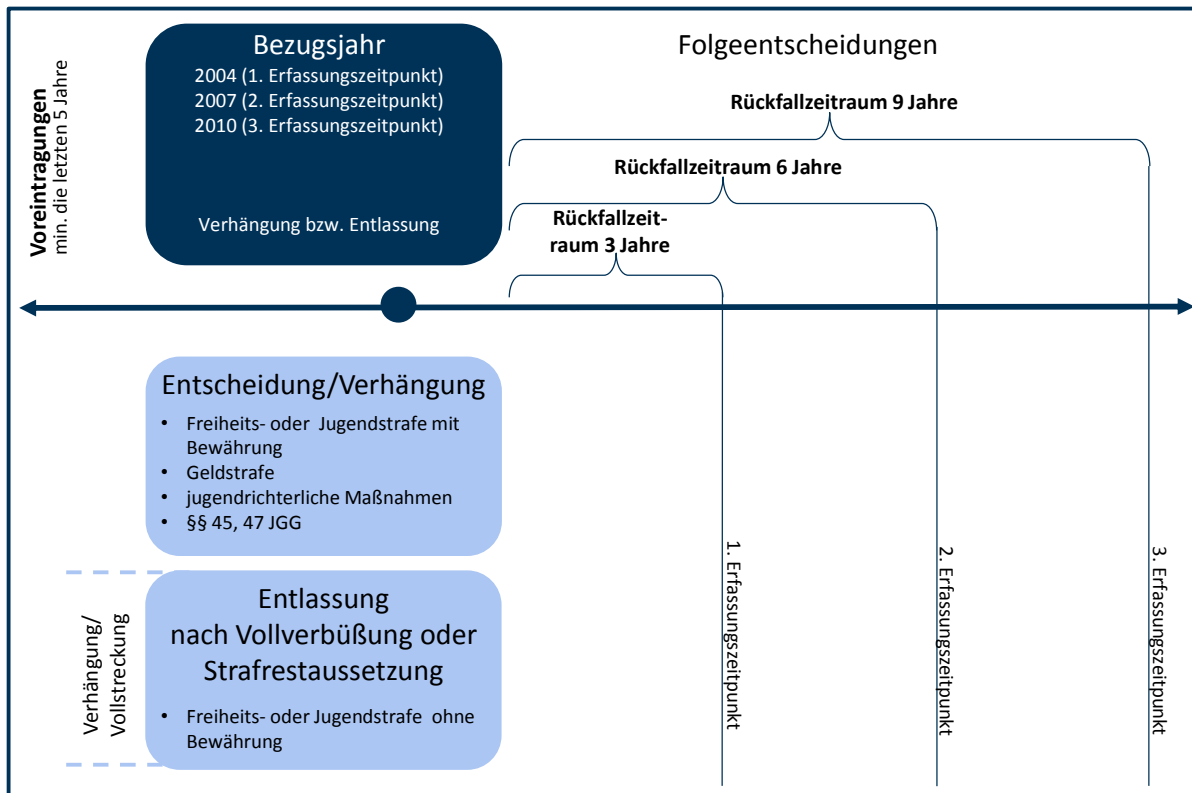 Voreintragungen
min. die letzten 5 Jahre
Bezugsjahr
2004 (1. Erfassungszeitpunkt)
2007 (2. Erfassungszeitpunkt)
2010 (3. Erfassungszeitpunkt)
Verhängung bzw. Entlassung
Folgeentscheidungen
Rückfallzeitraum 9 Jahre
Rückfallzeitraum 6 Jahre
Rückfallzeit-
raum 3 Jahre
Entscheidung/Verhängung
• Freiheits- oder Jugendstrafe mit
Bewährung
• Geldstrafe
• jugendrichterliche Maßnahmen
• §§ 45, 47 JGG
Verhängung/
Vollstreckung
Entlassung
nach Vollverbüßung oder
Strafrestaussetzung
• Freiheits- oder Jugendstrafe ohne
Bewährung
1. Erfassungszeitpunkt
2. Erfassungszeitpunkt
3. Erfassungszeitpunkt